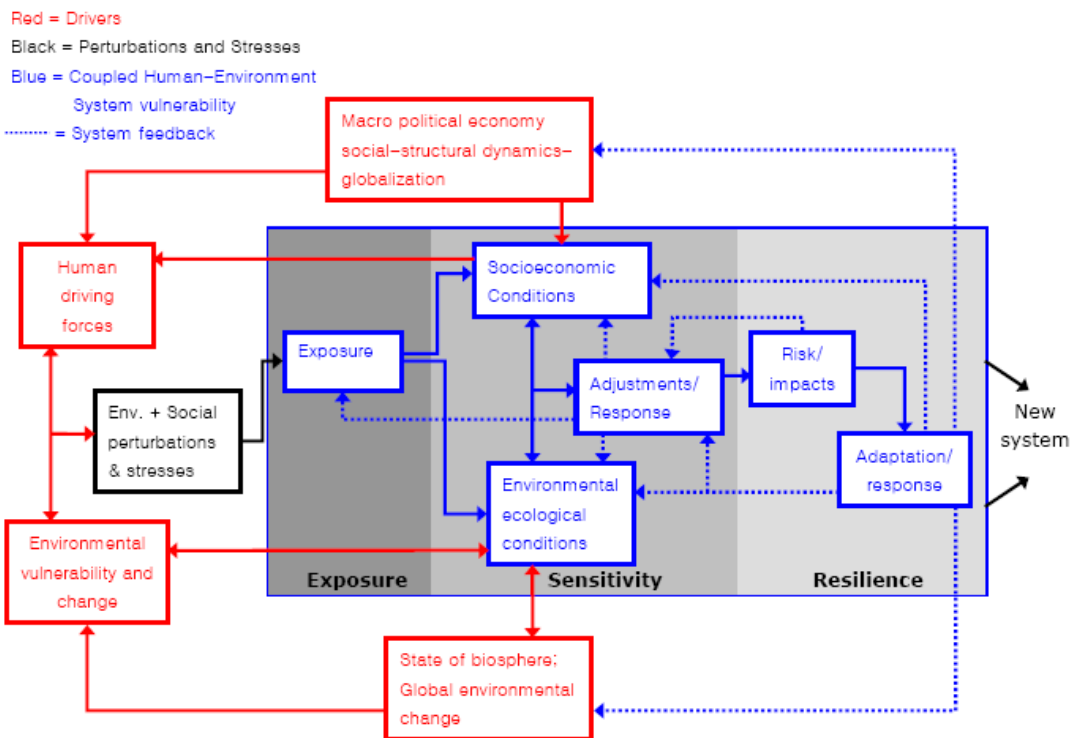 Red = Drivers
Black = Perturbations and Stresses
Blue = Coupled Human-Environment
System vulnerability
= System feedback
Macro political economy
social-structural dynamics-
globalization
Human
driving
forces
Socioeconomic
Conditions
Exposure
Risk/
impacts
Adjustments/
Response
New
system
Env. + Social
perturbations
& stresses
Adaptation/
response
Environmental
ecological
conditions
Environmental
vulnerability and
change
Exposure
Sensitivity
Resilience
State of biosphere;
Global environmental
change